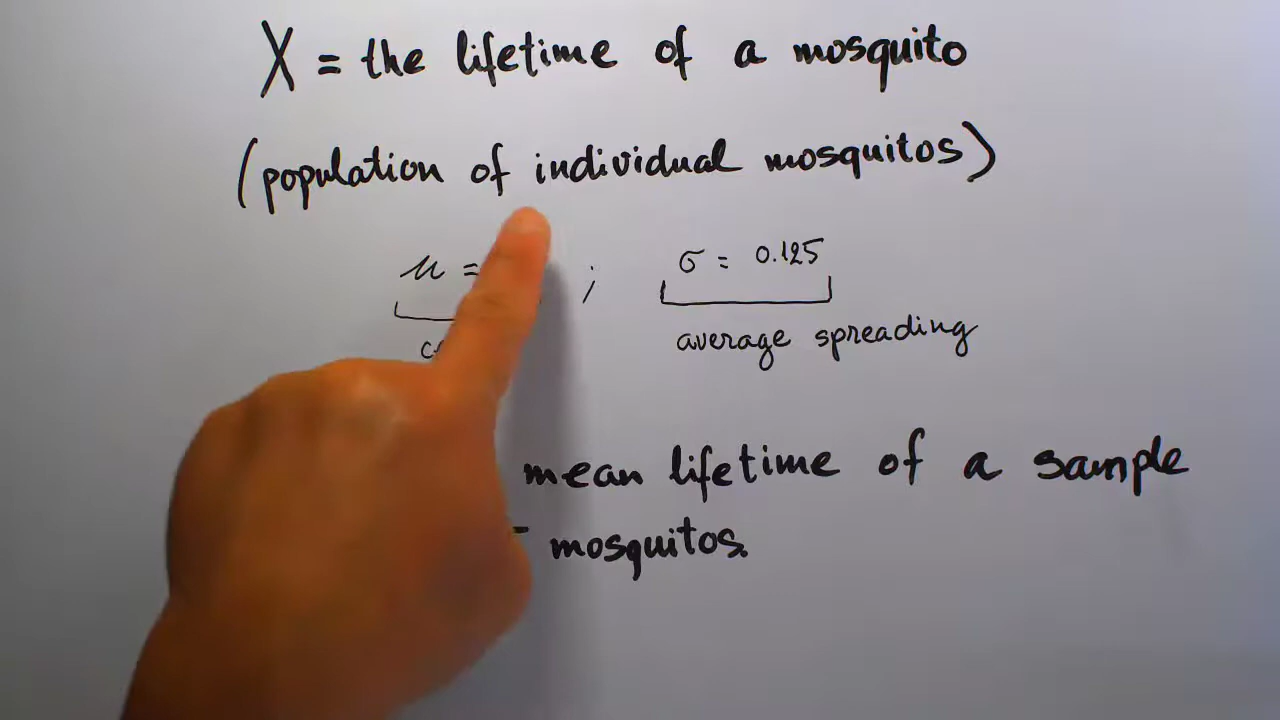 X = the lifetime of a mosquito
(population of individual mosquitos)
μ = ; σ = 0.125
average spreading
mean lifetime of a sample
mosquitos.